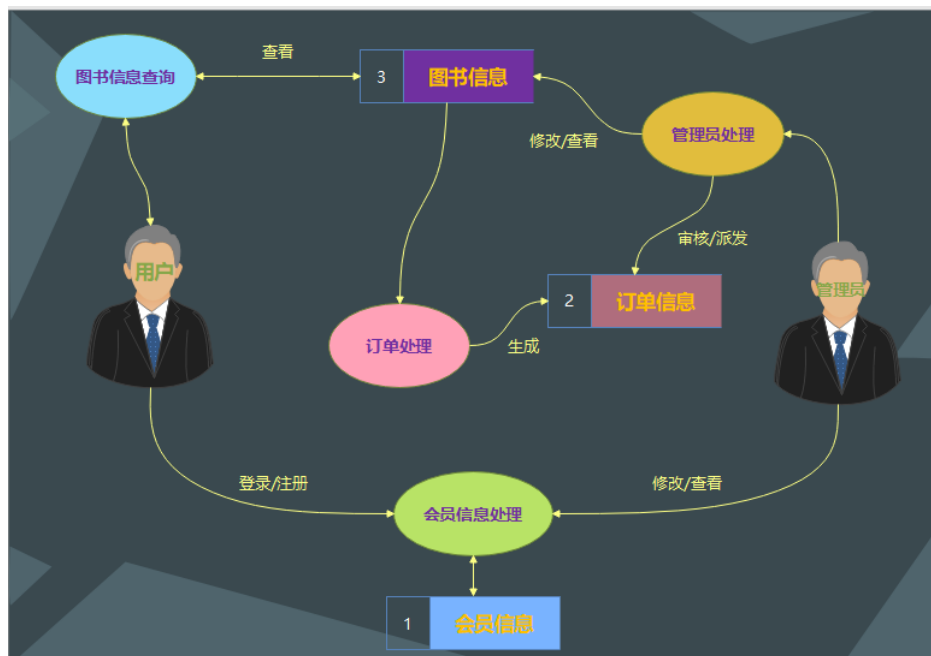 查看
图书信息查询
3
图书信息
修改/查看
管理员处理
审核/派发
用户
管理员
2
订单信息
订单处理
生成
登录/注册
修改/查看
会员信息处理
1
会员信息